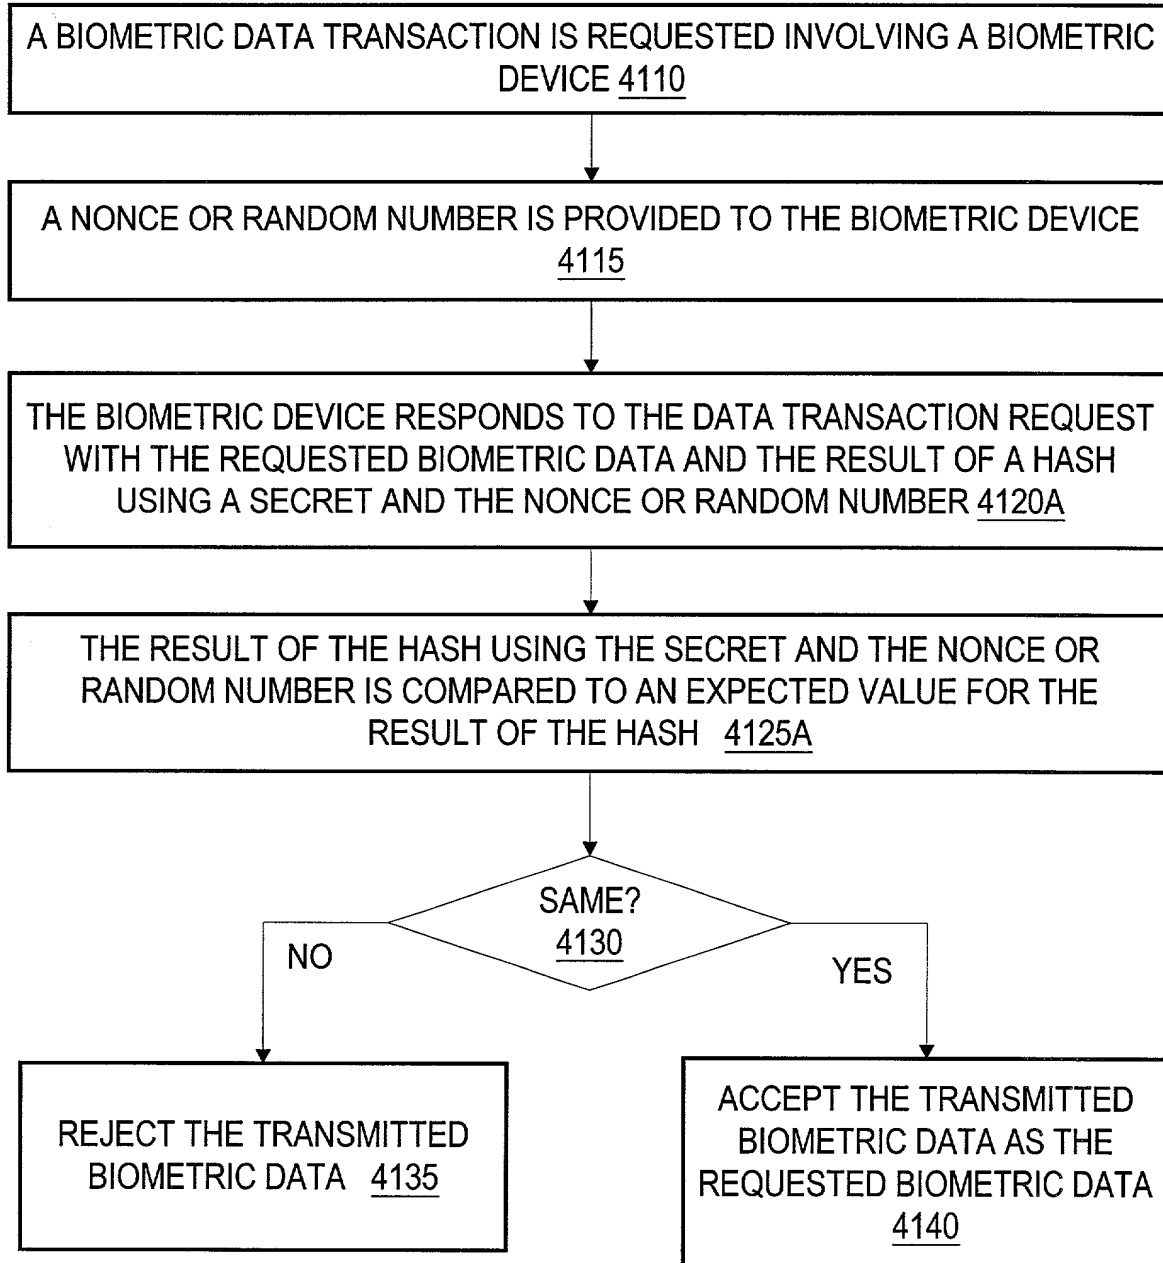 A BIOMETRIC DATA TRANSACTION IS REQUESTED INVOLVING A BIOMETRIC
DEVICE 4110
A NONCE OR RANDOM NUMBER IS PROVIDED TO THE BIOMETRIC DEVICE
4115
THE BIOMETRIC DEVICE RESPONDS TO THE DATA TRANSACTION REQUEST
WITH THE REQUESTED BIOMETRIC DATA AND THE RESULT OF A HASH
USING A SECRET AND THE NONCE OR RANDOM NUMBER 4120A
THE RESULT OF THE HASH USING THE SECRET AND THE NONCE OR
RANDOM NUMBER IS COMPARED TO AN EXPECTED VALUE FOR THE
RESULT OF THE HASH 4125A
SAME?
4130
NO
YES
REJECT THE TRANSMITTED
BIOMETRIC DATA 4135
ACCEPT THE TRANSMITTED
BIOMETRIC DATA AS THE
REQUESTED BIOMETRIC DATA
4140